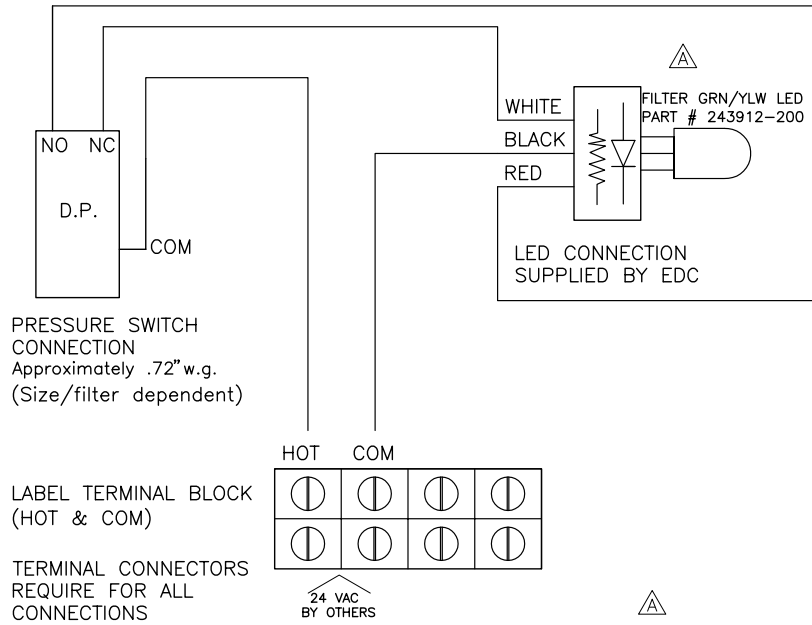 A
FILTER GRN/YLW LED
PART # 243912-200
WHITE
BLACK
RED
NO NC
D.P.
COM
LED CONNECTION
SUPPLIED BY EDC
PRESSURE SWITCH
CONNECTION
Approximately .72" w.g.
(Size/filter dependent)
HOT COM
LABEL TERMINAL BLOCK
(HOT & COM)
TERMINAL CONNECTORS
REQUIRE FOR ALL
CONNECTIONS
24 VAC
BY OTHERS
A